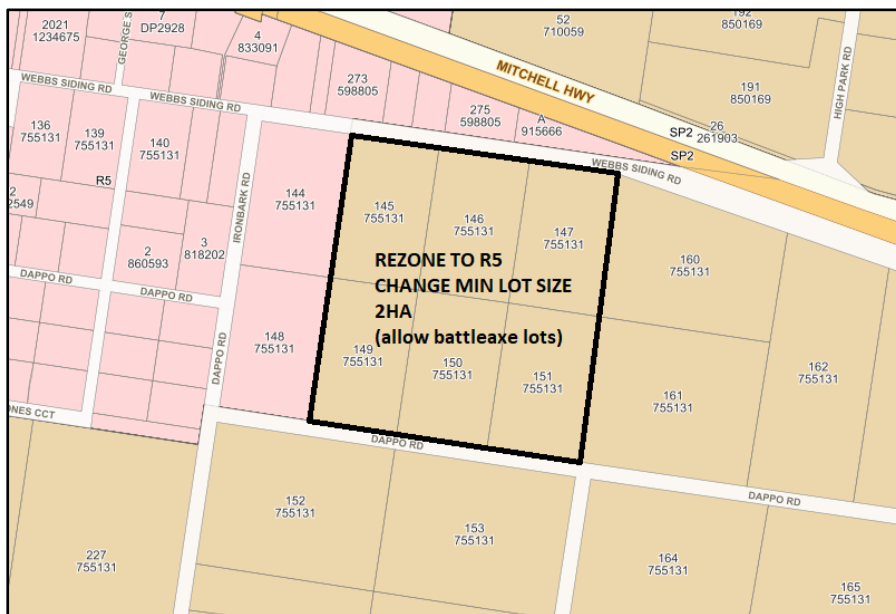 2021
1234675
7
DP2928
GEORGE S
4
833091
52
710059
192
850169
273
598805
MITCHELL HWY
191
850169
HIGH PARK RD
WEBBS SIDING RD
WEBBS SIDING RD
275
598805
A
915666
SP2
26
261903
SP2
136
755131
139
755131
140
755131
R5
IRONBARK RD
144
755131
WEBBS SIDING RD
145
755131
146
755131
147
755131
2
2549
2
860593
3
818202
160
755131
REZONE TO R5
CHANGE MIN LOT SIZE
2HA
(allow battleaxe lots)
DAPPO RD
DAPPO RD
148
755131
DAPPO RD
149
755131
150
755131
151
755131
162
755131
161
755131
ONES CCT
DAPPO RD
DAPPO RD
152
755131
153
755131
227
755131
164
755131
165
755131